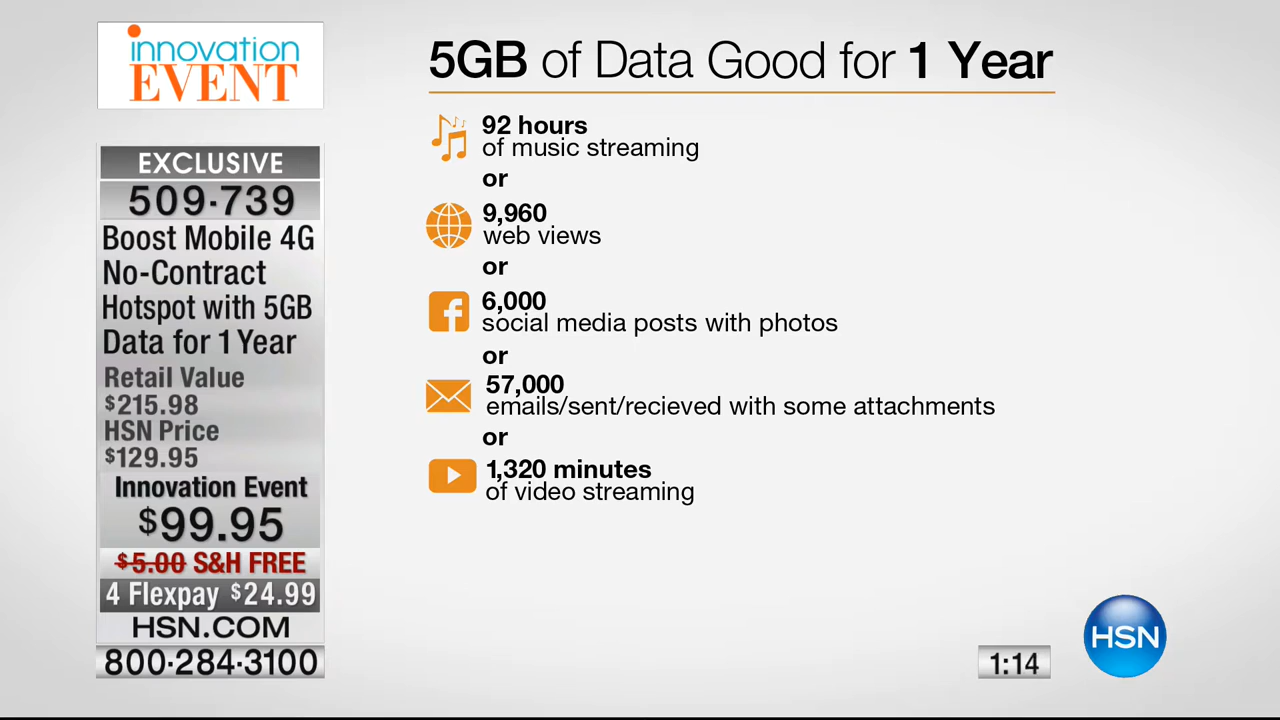 innovation
EVENT
EXCLUSIVE
509·739
Boost Mobile 4G
No-Contract
Hotspot with 5GB
Data for 1 Year
Retail Value
$215.98
HSN Price
$129.95
Innovation Event
$99.95
$5.00 S&H FREE
4 Flexpay $24.99
HSN.COM
800·284·3100
5GB of Data Good for 1 Year
92 hours
of music streaming
or
9,960
web views
or
6,000
social media posts with photos
or
57,000
emails/sent/recieved with some attachments
or
1,320 minutes
of video streaming
1:14
HSN